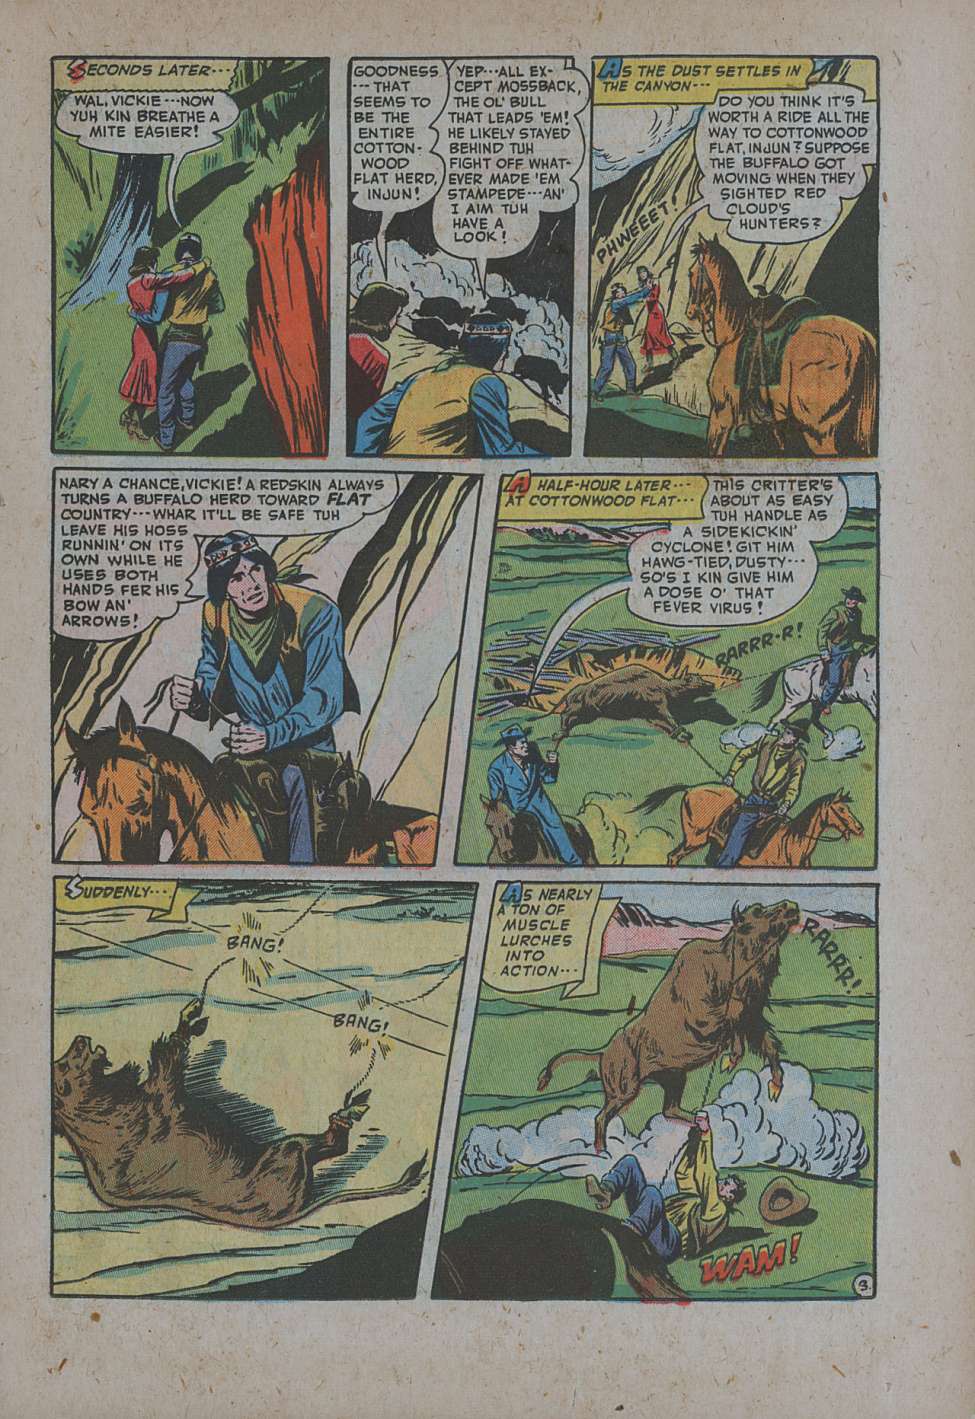 SECONDS LATER---
WAL, VICKIE---NOW
YUH KIN BREATHE A
MITE EASIER!
GOODNESS
---THAT
SEEMS TO
BE THE
ENTIRE
COTTON-
WOOD
FLAT HERD,
INJUN!
YEP---ALL EX-
CEPT MOSSBACK,
THE OL' BULL
THAT LEADS 'EM!
HE LIKELY STAYED
BEHIND TUH
FIGHT OFF WHAT-
EVER MADE 'EM
STAMPEDE---AN'
I AIM TUH
HAVE A
LOOK!
AS THE DUST SETTLES IN
THE CANYON---
DO YOU THINK IT'S
WORTH A RIDE ALL THE
WAY TO COTTONWOOD
FLAT, INJUN? SUPPOSE
THE BUFFALO GOT
MOVING WHEN THEY
SIGHTED RED
CLOUD'S
HUNTERS?
PHWEEET!
NARY A CHANCE, VICKIE! A REDSKIN ALWAYS
TURNS A BUFFALO HERD TOWARD FLAT
COUNTRY---WHAR IT'LL BE SAFE TUH
LEAVE HIS HOSS
RUNNIN' ON ITS
OWN WHILE HE
USES BOTH
HANDS FER HIS
BOW AN'
ARROWS!
A HALF-HOUR LATER---
AT COTTONWOOD FLAT---
THIS CRITTER'S
ABOUT AS EASY
TUH HANDLE AS
A SIDEKICKIN'
CYCLONE! GIT HIM
HAWG-TIED, DUSTY---
SO'S I KIN GIVE HIM
A DOSE O' THAT
FEVER VIRUS!
RARRR-R!
SUDDENLY---
BANG!
BANG!
AS NEARLY
A TON OF
MUSCLE
LURCHES
INTO
ACTION---
RARRRR!
WAM!
3.